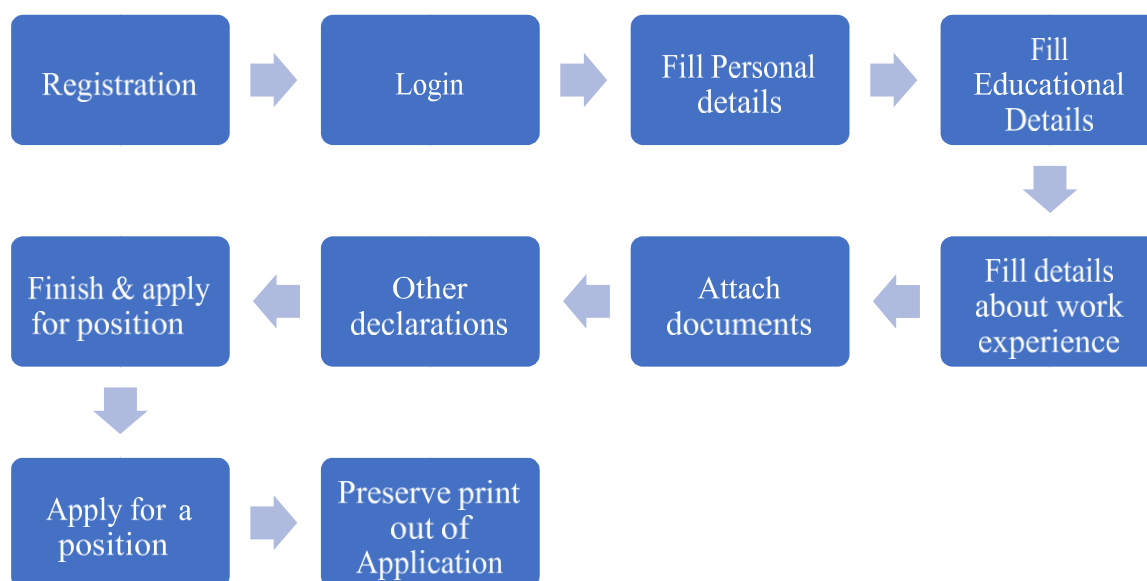 Registration
Login
Fill Personal
details
Fill
Educational
Details
Fill details
about work
experience
Attach
documents
Other
declarations
Finish & apply
for position
Apply for a
position
Preserve print
out of
Application